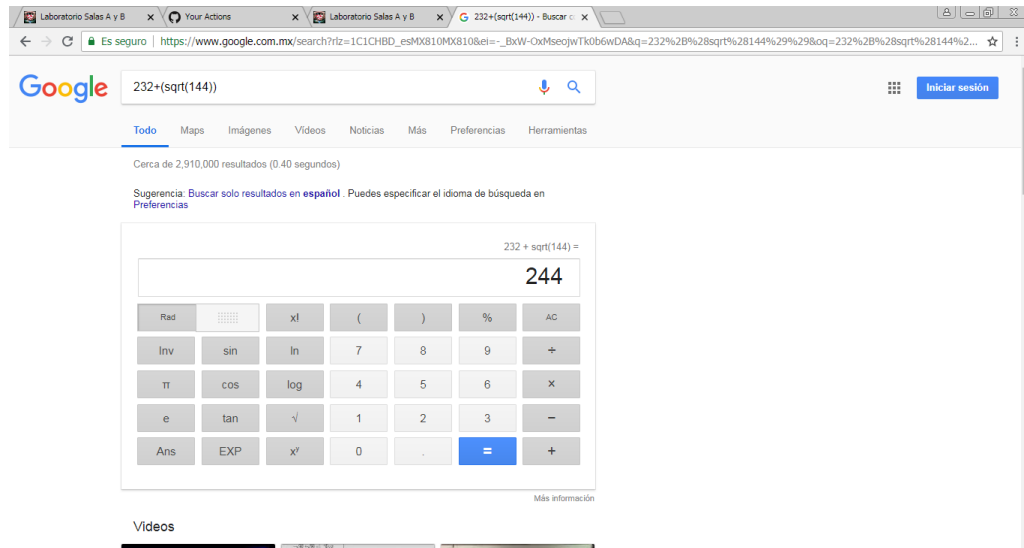 Laboratorio Salas A y B
Your Actions
Laboratorio Salas A y B
232+(sqrt(144)) - Buscar c
Es seguro https://www.google.com.mx/search?rlz=1C1CHBD_esMX810MX810&ei=-_BxW-OxMseojwTk0b6wDA&q=232%2B%28sqrt%28144%29%29&oq=232%2B%28sqrt%28144%2...
Google
232+(sqrt(144))
Iniciar sesión
Todo Maps Imágenes Vídeos Noticias Más Preferencias Herramientas
Cerca de 2,910,000 resultados (0.40 segundos)
Sugerencia: Buscar solo resultados en español . Puedes especificar el idioma de búsqueda en
Preferencias
232 + sqrt(144) =
244
Rad x! ( ) % AC
Inv sin ln 7 8 9 ÷
π cos log 4 5 6 ×
e tan √ 1 2 3 −
Ans EXP xʸ 0 . = +
Más información
Videos